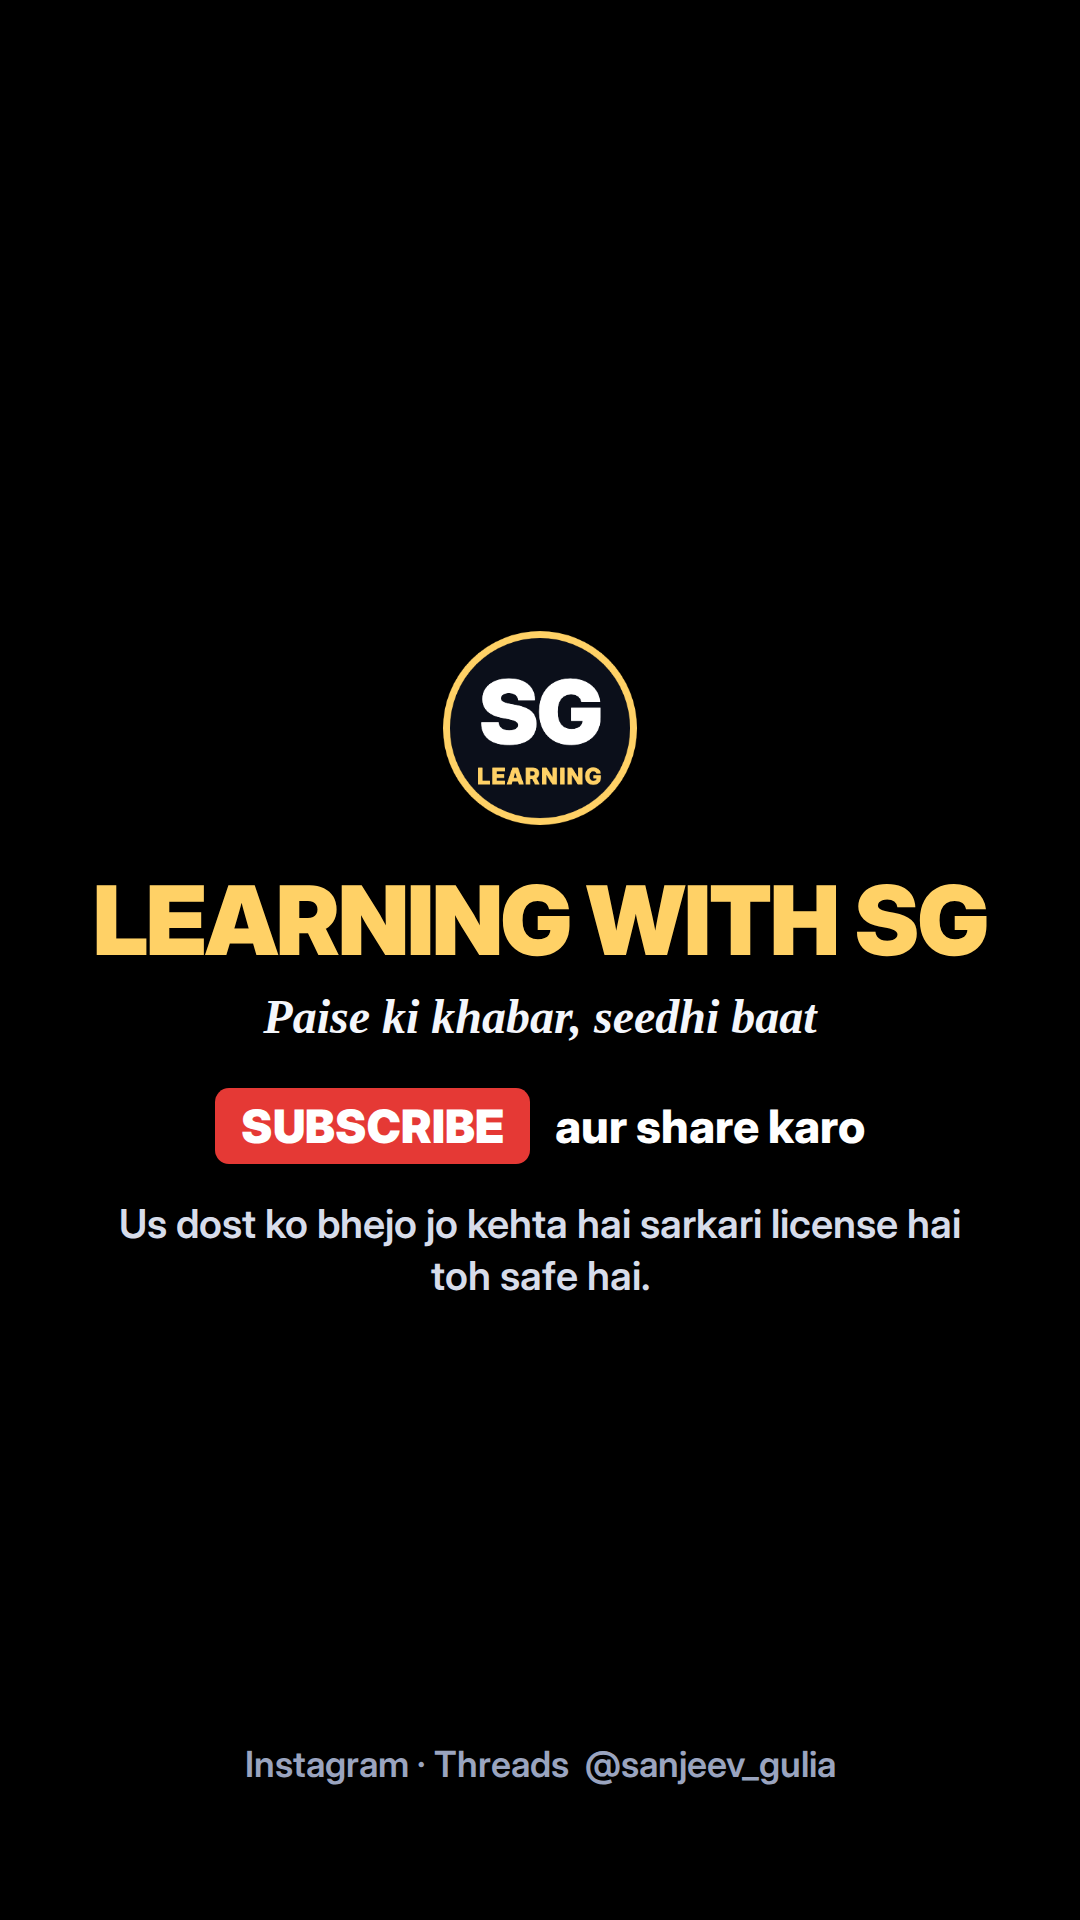 SG
LEARNING
LEARNING WITH SG
Paise ki khabar, seedhi baat
SUBSCRIBE aur share karo
Us dost ko bhejo jo kehta hai sarkari license hai
toh safe hai.
Instagram · Threads @sanjeev_gulia